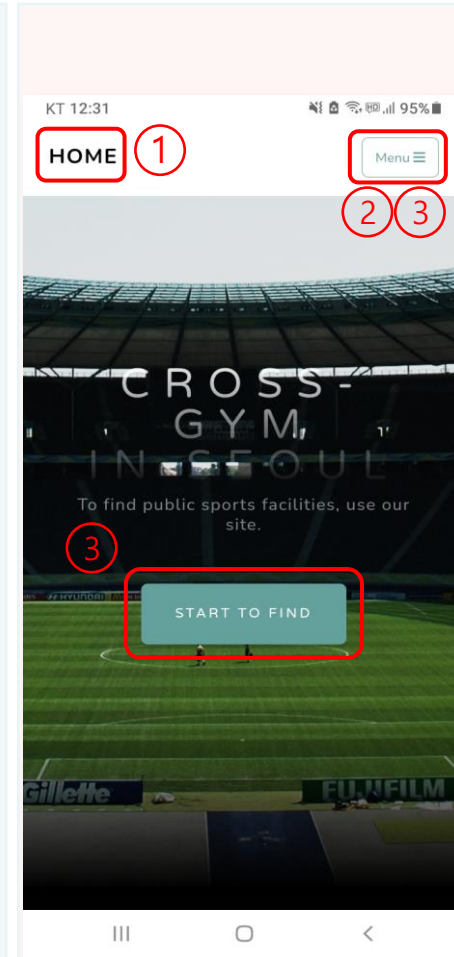 KT 12:31 95%
HOME 1 Menu
2 3
CROSS-
GYM
IN SEOUL
To find public sports facilities, use our
site.
3
HYUNDAI
START TO FIND
Gillette FUJIFILM